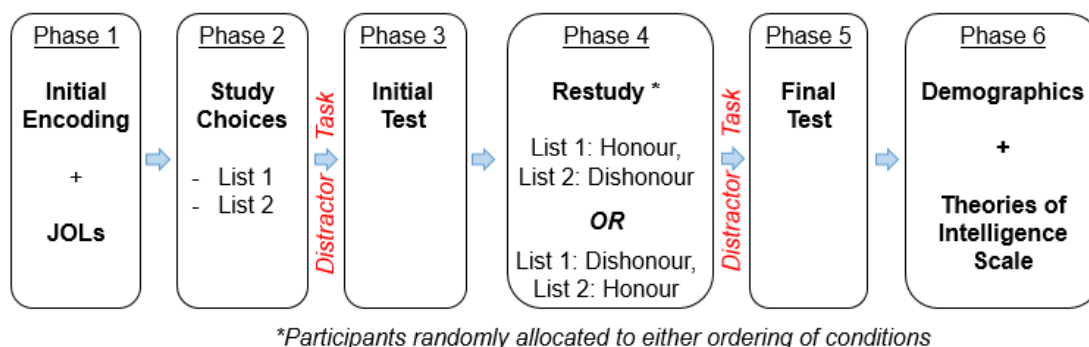 Phase 1
Initial
Encoding
+
JOLs
Phase 2
Study
Choices
- List 1
- List 2
Distractor Task
Phase 3
Initial
Test
Phase 4
Restudy *
List 1: Honour,
List 2: Dishonour
OR
List 1: Dishonour,
List 2: Honour
Distractor Task
Phase 5
Final
Test
Phase 6
Demographics
+
Theories of
Intelligence
Scale
*Participants randomly allocated to either ordering of conditions